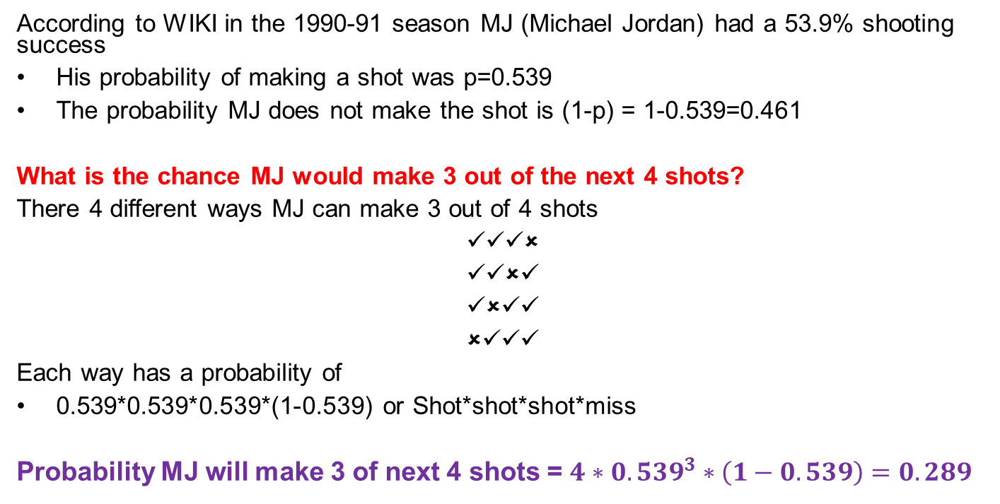 According to WIKI in the 1990-91 season MJ (Michael Jordan) had a 53.9% shooting
success
• His probability of making a shot was p=0.539
• The probability MJ does not make the shot is (1-p) = 1-0.539=0.461
What is the chance MJ would make 3 out of the next 4 shots?
There 4 different ways MJ can make 3 out of 4 shots
✓✓✓✘
✓✓✘✓
✓✘✓✓
✘✓✓✓
Each way has a probability of
• 0.539*0.539*0.539*(1-0.539) or Shot*shot*shot*miss
Probability MJ will make 3 of next 4 shots = 4 ∗ 0.539³ ∗ (1 − 0.539) = 0.289